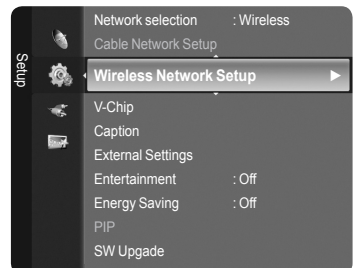 Setup
Network selection : Wireless
Cable Network Setup
Wireless Network Setup
V-Chip
Caption
External Settings
Entertainment : Off
Energy Saving : Off
PIP
SW Upgade